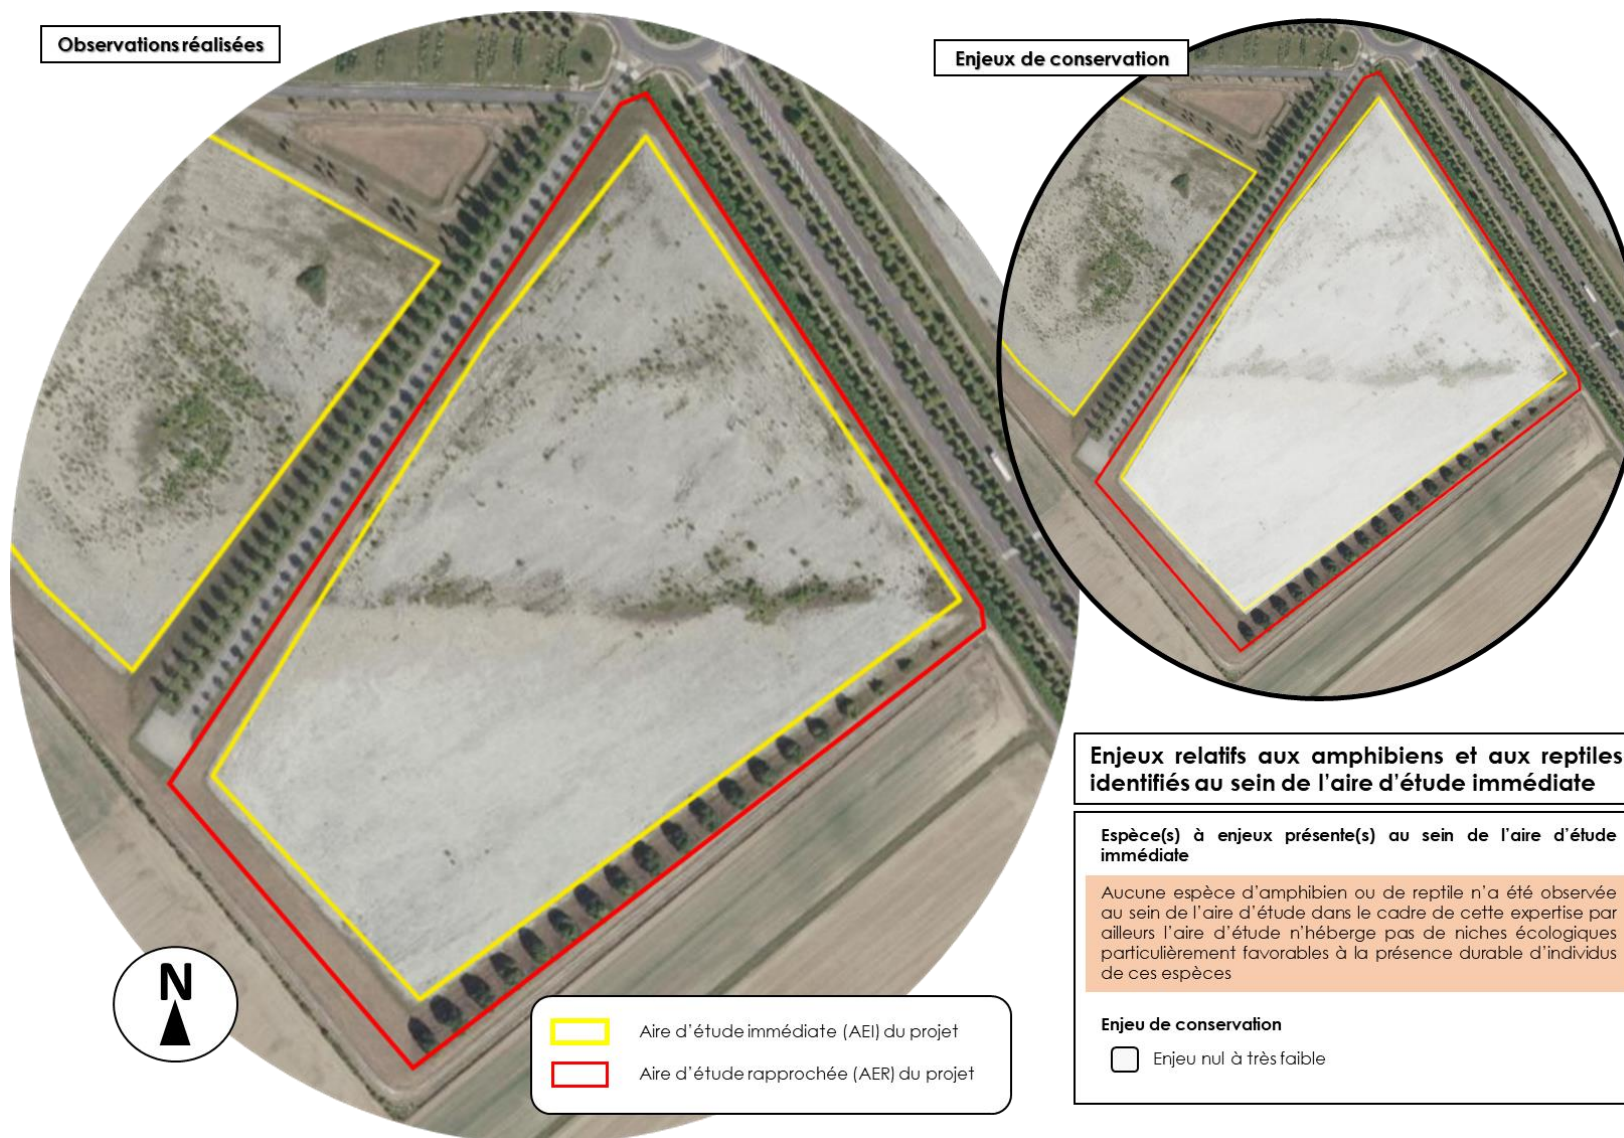 Observations réalisées
Enjeux de conservation
Enjeux relatifs aux amphibiens et aux reptiles
identifiés au sein de l'aire d'étude immédiate
Espèce(s) à enjeux présente(s) au sein de l'aire d'étude
immédiate
Aucune espèce d'amphibien ou de reptile n'a été observée
au sein de l'aire d'étude dans le cadre de cette expertise par
ailleurs l'aire d'étude n'héberge pas de niches écologiques
particulièrement favorables à la présence durable d'individus
de ces espèces
Enjeu de conservation
Enjeu nul à très faible
N
Aire d'étude immédiate (AEI) du projet
Aire d'étude rapprochée (AER) du projet